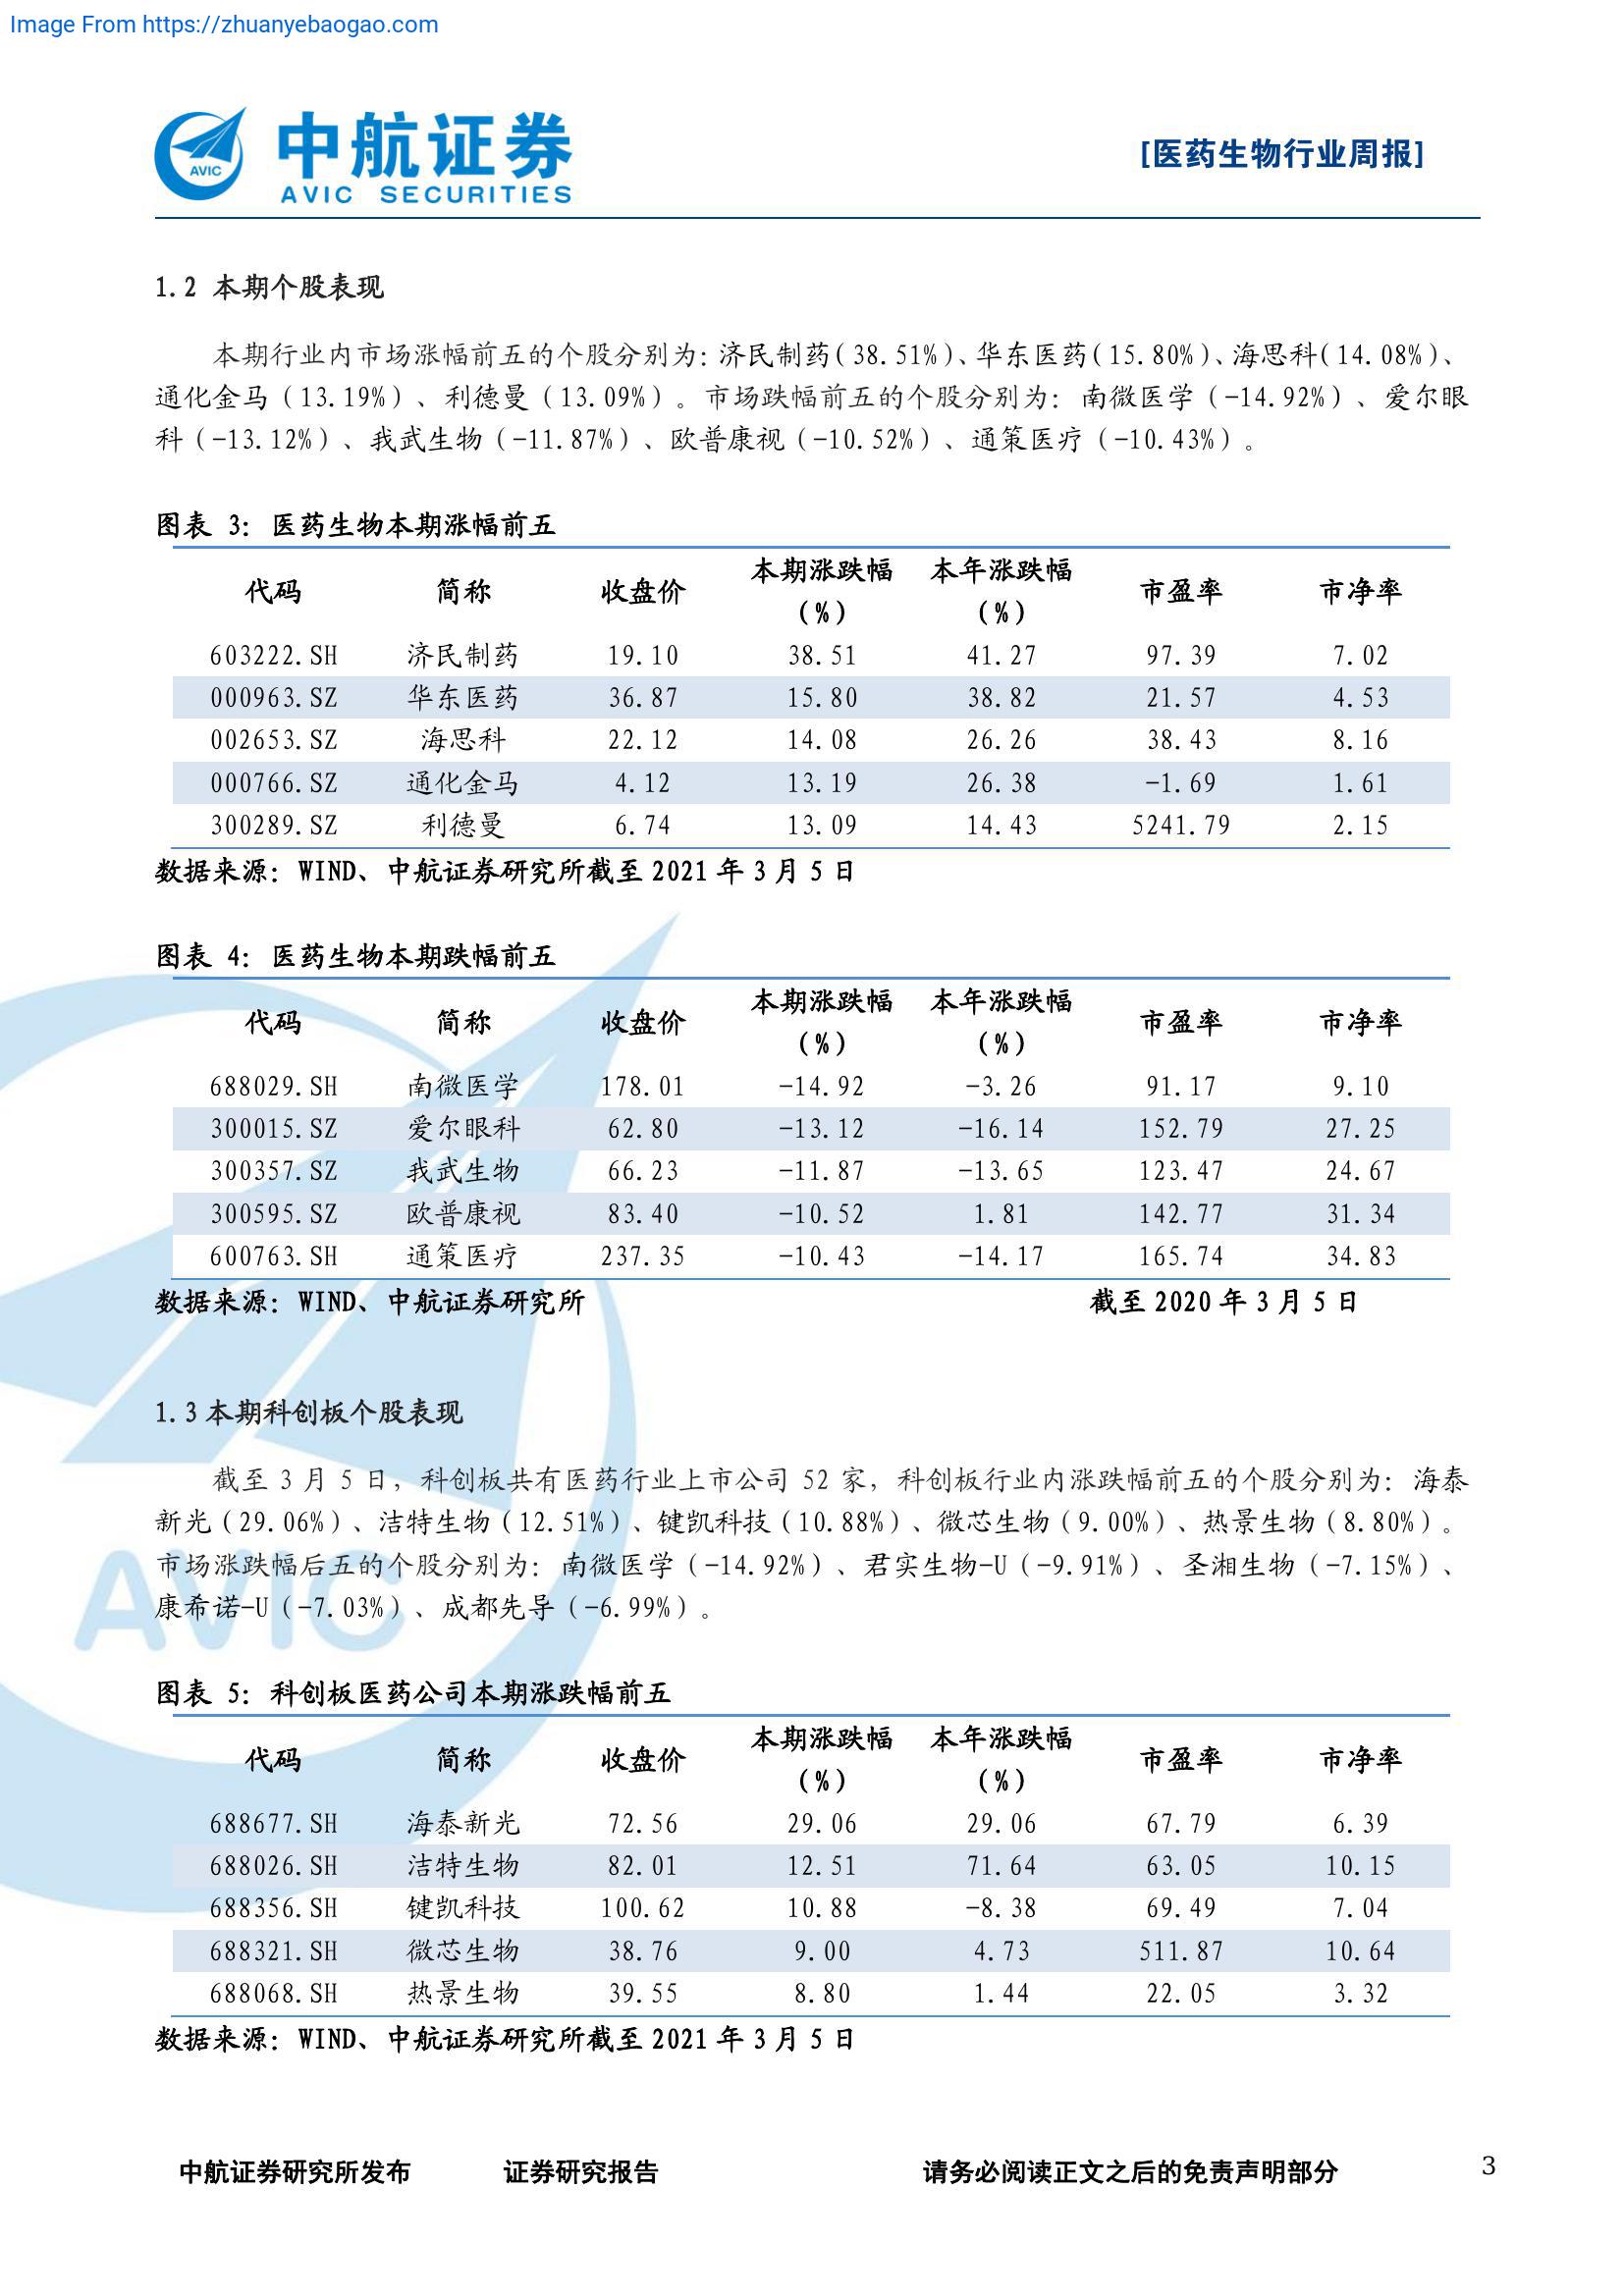 Image From https://zhuanyebaogao.com
AVIC
中航证券
AVIC SECURITIES
[医药生物行业周报]
1.2 本期个股表现
本期行业内市场涨幅前五的个股分别为：济民制药(38.51%)、华东医药(15.80%)、海思科(14.08%)、
通化金马（13.19%）、利德曼（13.09%）。市场跌幅前五的个股分别为：南微医学（-14.92%）、爱尔眼
科（-13.12%）、我武生物（-11.87%）、欧普康视（-10.52%）、通策医疗（-10.43%）。
图表 3：医药生物本期涨幅前五
代码 简称 收盘价 本期涨跌幅（%） 本年涨跌幅（%） 市盈率 市净率
603222.SH 济民制药 19.10 38.51 41.27 97.39 7.02
000963.SZ 华东医药 36.87 15.80 38.82 21.57 4.53
002653.SZ 海思科 22.12 14.08 26.26 38.43 8.16
000766.SZ 通化金马 4.12 13.19 26.38 -1.69 1.61
300289.SZ 利德曼 6.74 13.09 14.43 5241.79 2.15
数据来源：WIND、中航证券研究所截至 2021 年 3 月 5 日
图表 4：医药生物本期跌幅前五
代码 简称 收盘价 本期涨跌幅（%） 本年涨跌幅（%） 市盈率 市净率
688029.SH 南微医学 178.01 -14.92 -3.26 91.17 9.10
300015.SZ 爱尔眼科 62.80 -13.12 -16.14 152.79 27.25
300357.SZ 我武生物 66.23 -11.87 -13.65 123.47 24.67
300595.SZ 欧普康视 83.40 -10.52 1.81 142.77 31.34
600763.SH 通策医疗 237.35 -10.43 -14.17 165.74 34.83
数据来源：WIND、中航证券研究所 截至 2020 年 3 月 5 日
1.3 本期科创板个股表现
截至 3 月 5 日，科创板共有医药行业上市公司 52 家，科创板行业内涨跌幅前五的个股分别为：海泰
新光（29.06%）、洁特生物（12.51%）、键凯科技（10.88%）、微芯生物（9.00%）、热景生物（8.80%）。
市场涨跌幅后五的个股分别为：南微医学（-14.92%）、君实生物-U（-9.91%）、圣湘生物（-7.15%）、
康希诺-U（-7.03%）、成都先导（-6.99%）。
AVIC
图表 5：科创板医药公司本期涨跌幅前五
代码 简称 收盘价 本期涨跌幅（%） 本年涨跌幅（%） 市盈率 市净率
688677.SH 海泰新光 72.56 29.06 29.06 67.79 6.39
688026.SH 洁特生物 82.01 12.51 71.64 63.05 10.15
688356.SH 键凯科技 100.62 10.88 -8.38 69.49 7.04
688321.SH 微芯生物 38.76 9.00 4.73 511.87 10.64
688068.SH 热景生物 39.55 8.80 1.44 22.05 3.32
数据来源：WIND、中航证券研究所截至 2021 年 3 月 5 日
中航证券研究所发布 证券研究报告 请务必阅读正文之后的免责声明部分 3